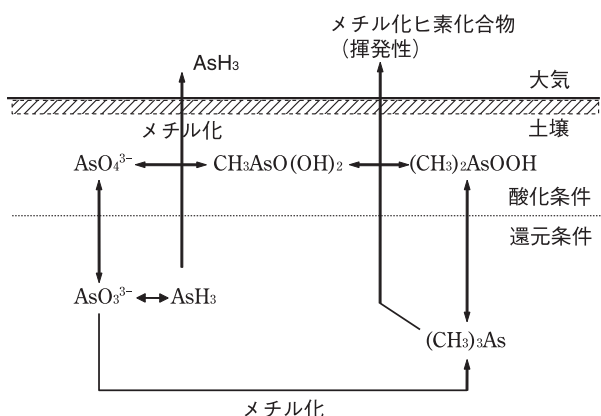 メチル化ヒ素化合物
（揮発性）
AsH₃
大気
土壌
メチル化
AsO₄³⁻ CH₃AsO(OH)₂ (CH₃)₂AsOOH
酸化条件
還元条件
AsO₃³⁻ AsH₃
(CH₃)₃As
メチル化